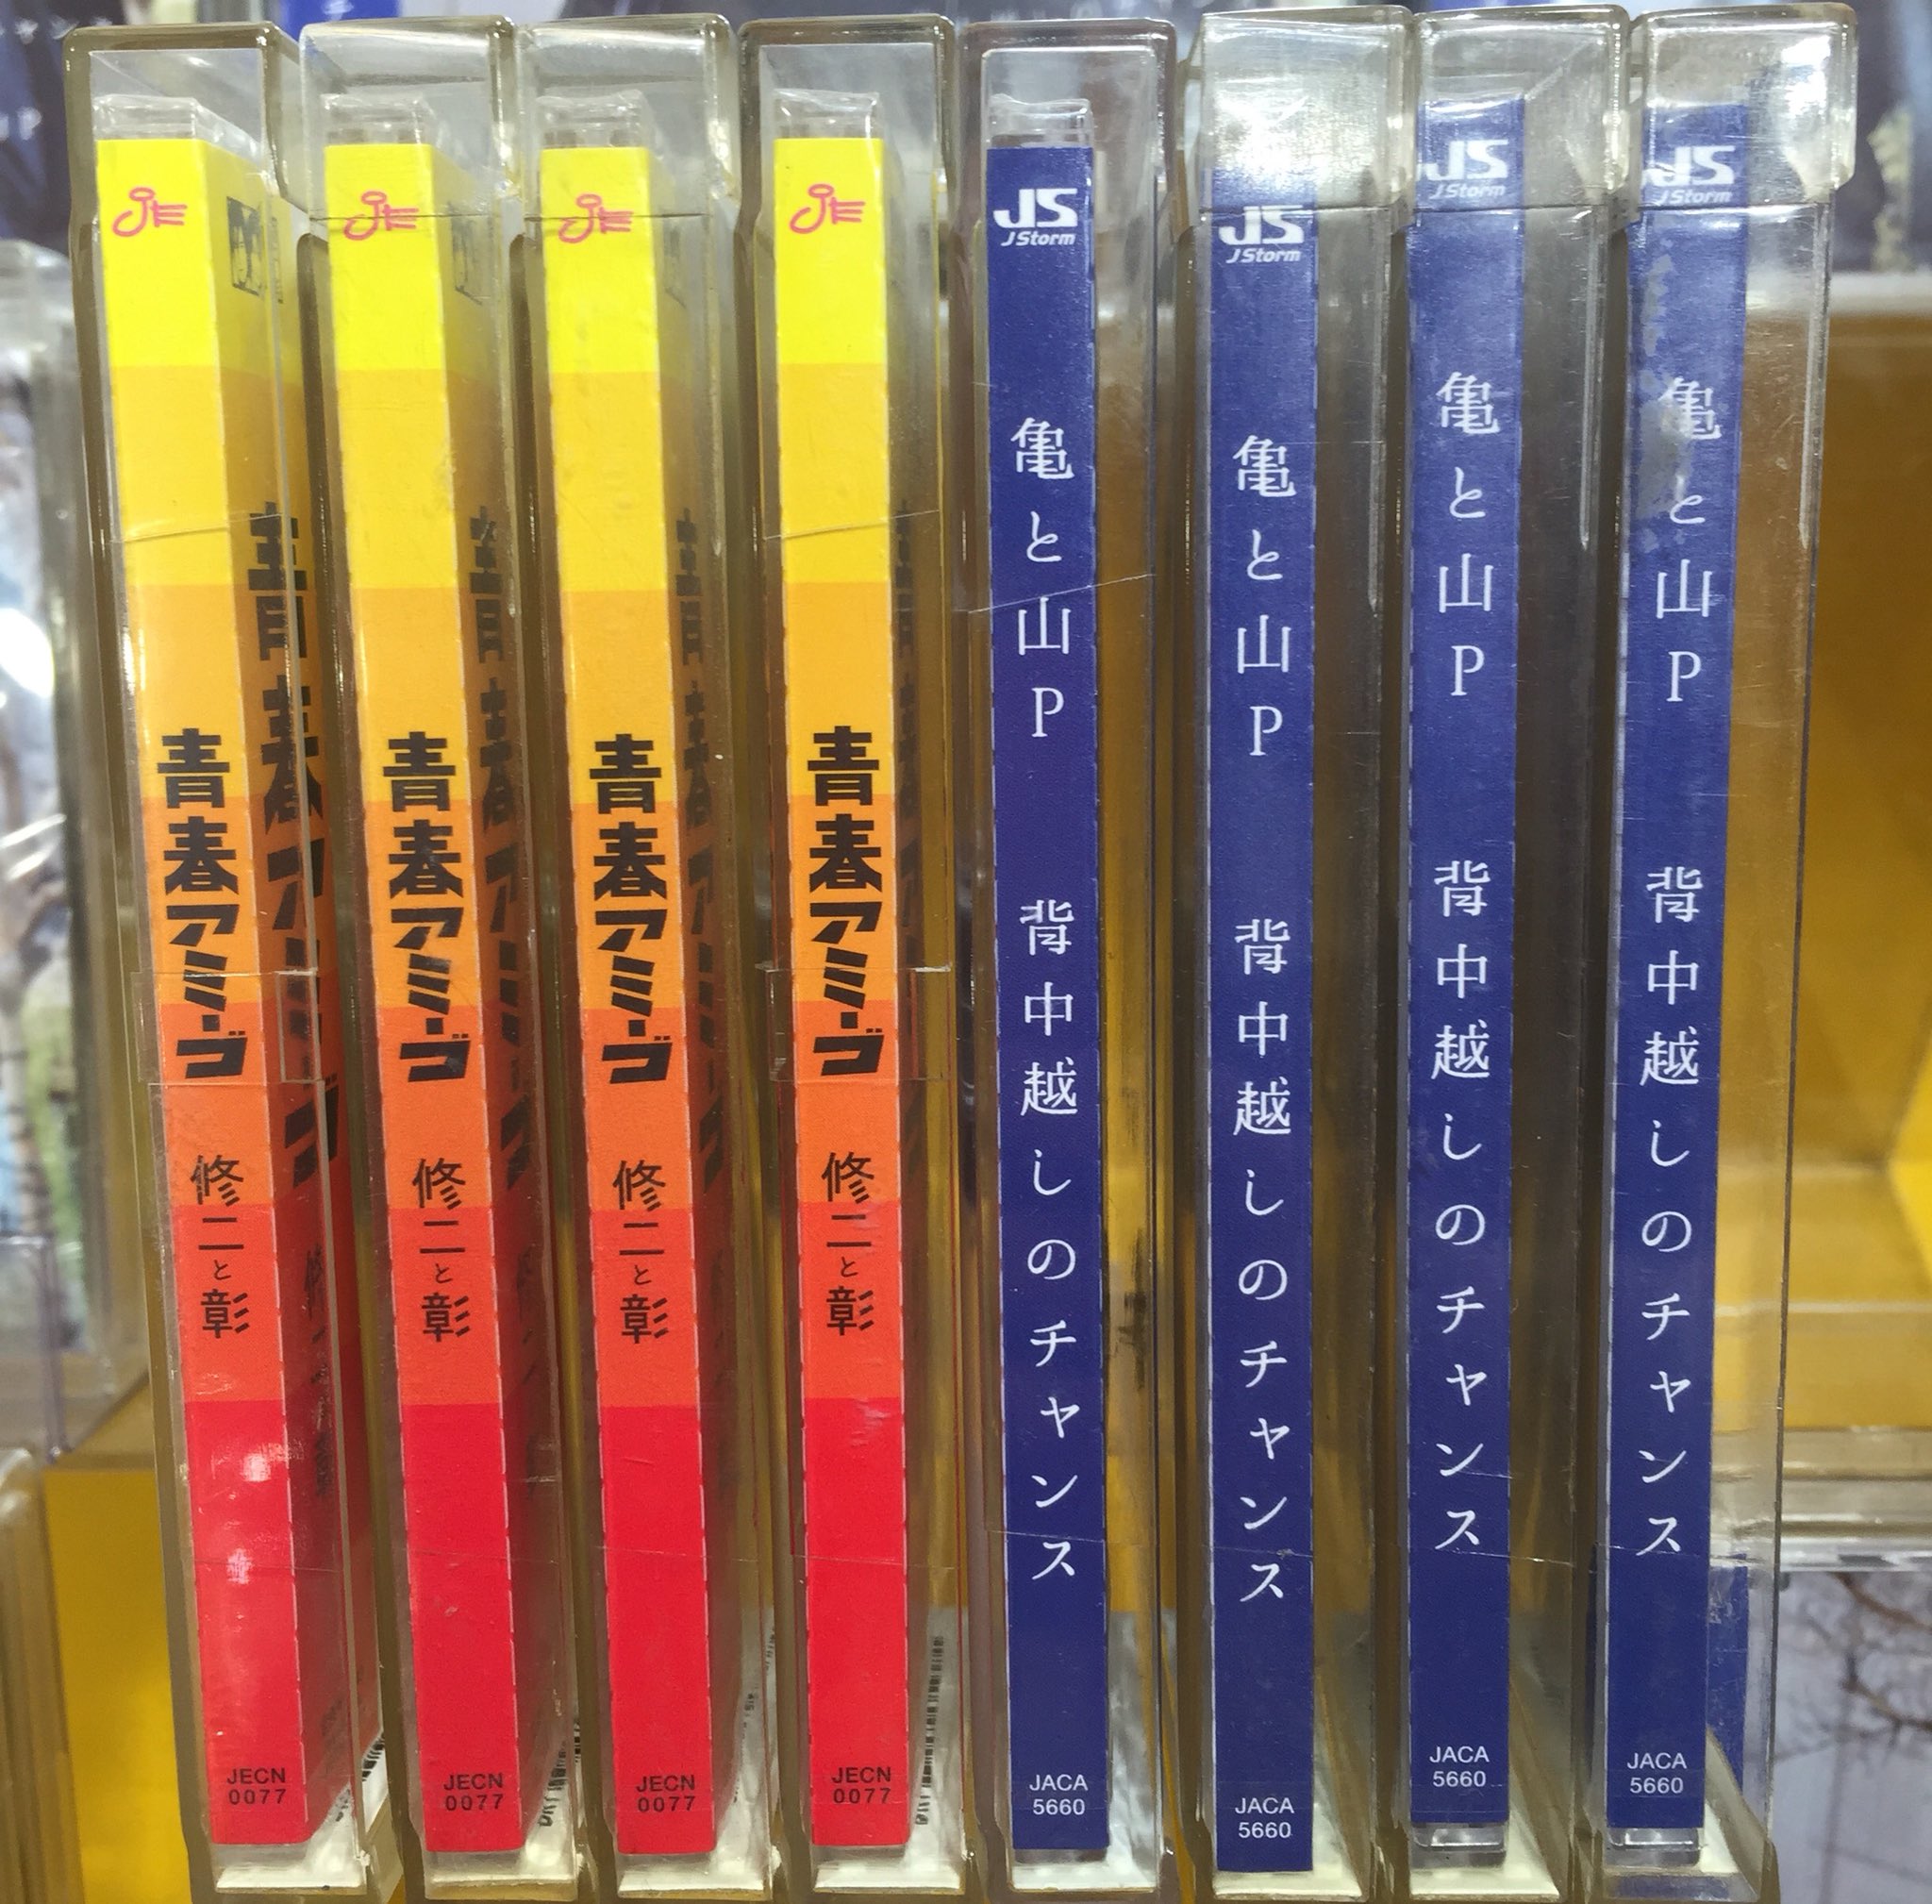 JE
青春アミーゴ
修二と彰
JECN
0077
JE
青春アミーゴ
修二と彰
JECN
0077
JE
青春アミーゴ
修二と彰
JECN
0077
JE
青春アミーゴ
修二と彰
JECN
0077
JS
J Storm
亀と山P
背中越しのチャンス
JACA
5660
JS
J Storm
亀と山P
背中越しのチャンス
JACA
5660
JS
J Storm
亀と山P
背中越しのチャンス
JACA
5660
JS
J Storm
亀と山P
背中越しのチャンス
JACA
5660